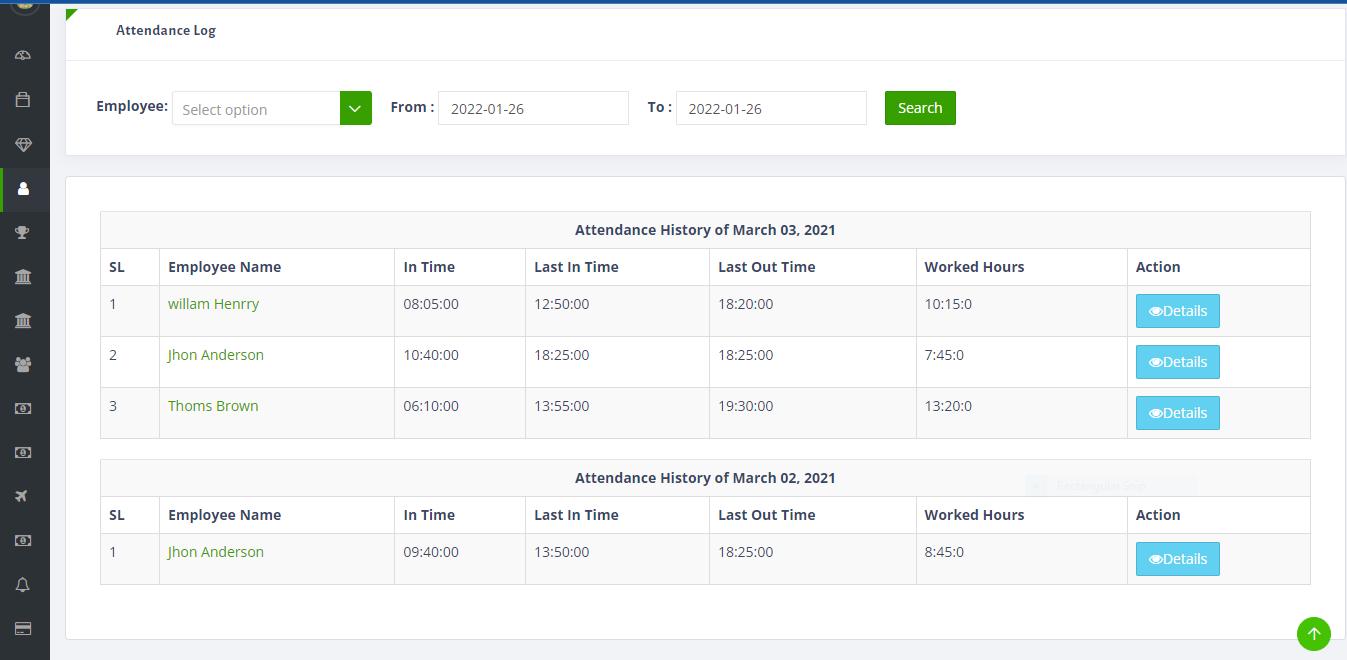 Attendance Log
Employee: Select option From : 2022-01-26 To : 2022-01-26 Search
Attendance History of March 03, 2021
SL Employee Name In Time Last In Time Last Out Time Worked Hours Action
1 willam Henrry 08:05:00 12:50:00 18:20:00 10:15:0 Details
2 Jhon Anderson 10:40:00 18:25:00 18:25:00 7:45:0 Details
3 Thoms Brown 06:10:00 13:55:00 19:30:00 13:20:0 Details
Attendance History of March 02, 2021
Rectangular Snip
SL Employee Name In Time Last In Time Last Out Time Worked Hours Action
1 Jhon Anderson 09:40:00 13:50:00 18:25:00 8:45:0 Details